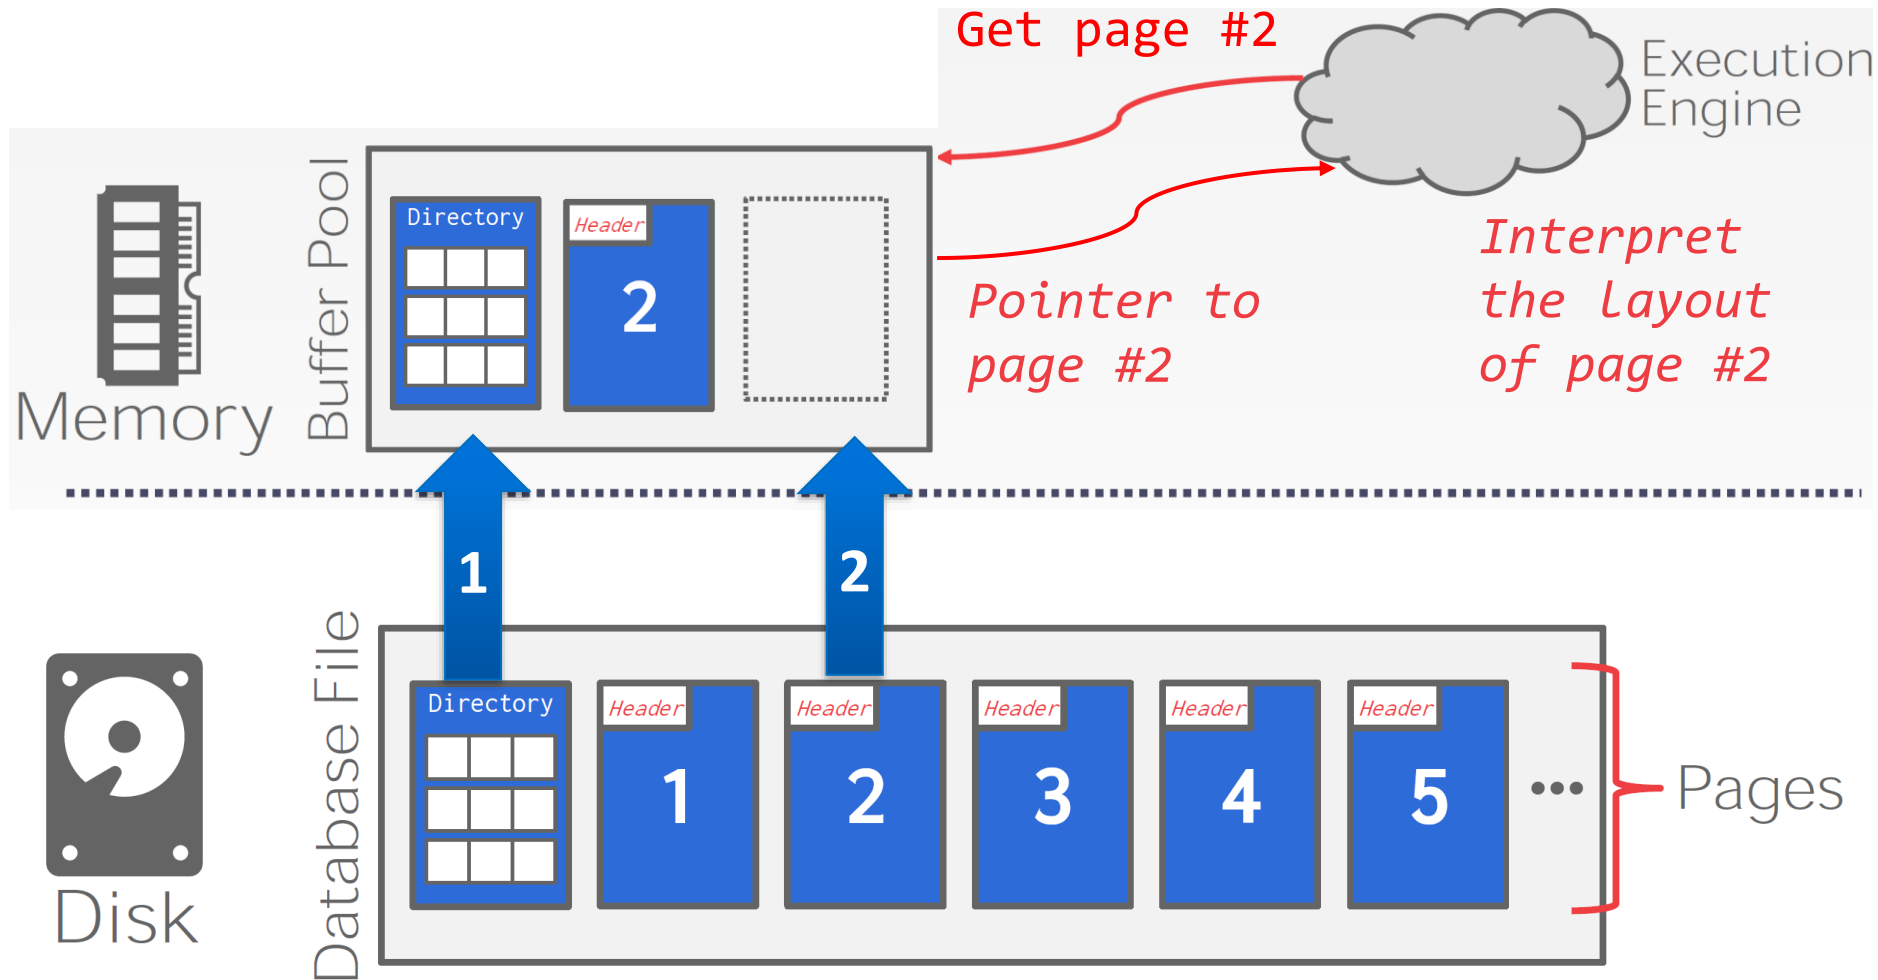 Get page #2
Execution
Engine
Buffer Pool
Directory
Header
2
Memory
Pointer to
page #2
Interpret
the layout
of page #2
1
2
Database File
Directory
Header
1
Header
2
Header
3
Header
4
Header
5
...
Pages
Disk